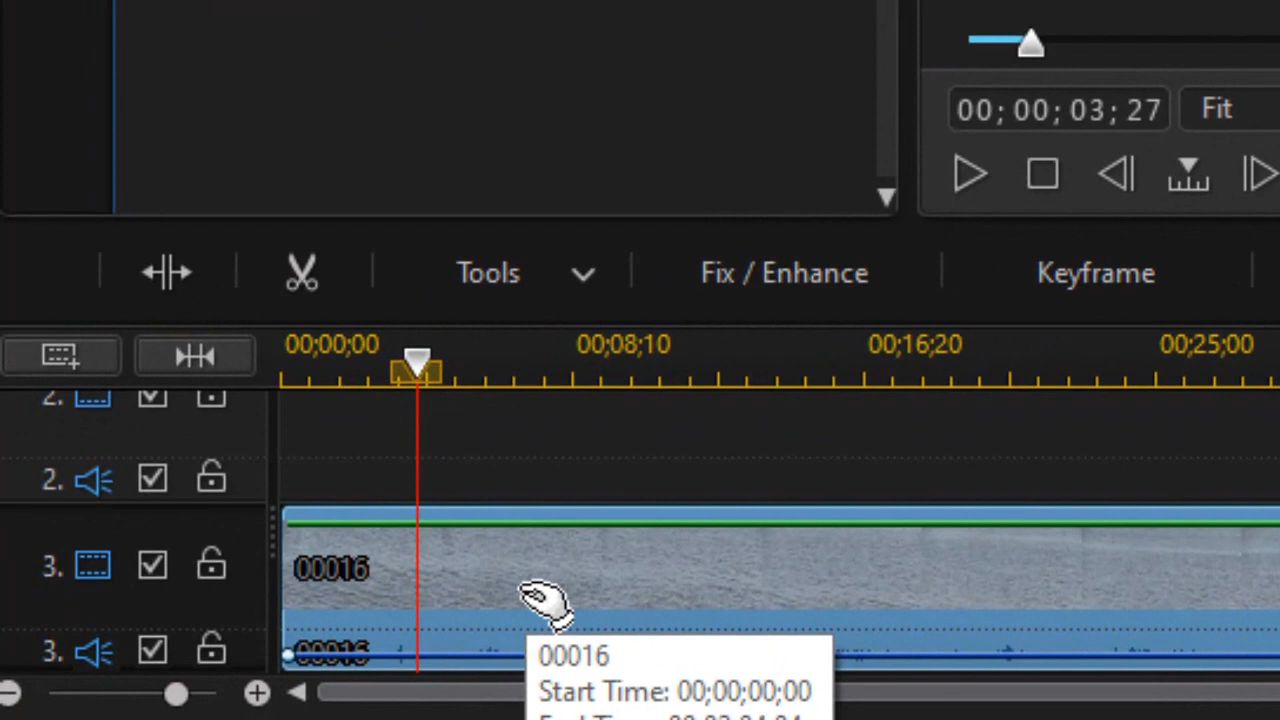 00; 00; 03; 27
Fit
Tools
Fix / Enhance
Keyframe
00;00;00
00;08;10
00;16;20
00;25;00
2.
2.
3.
00016
3.
00016
00016
Start Time: 00;00;00;00